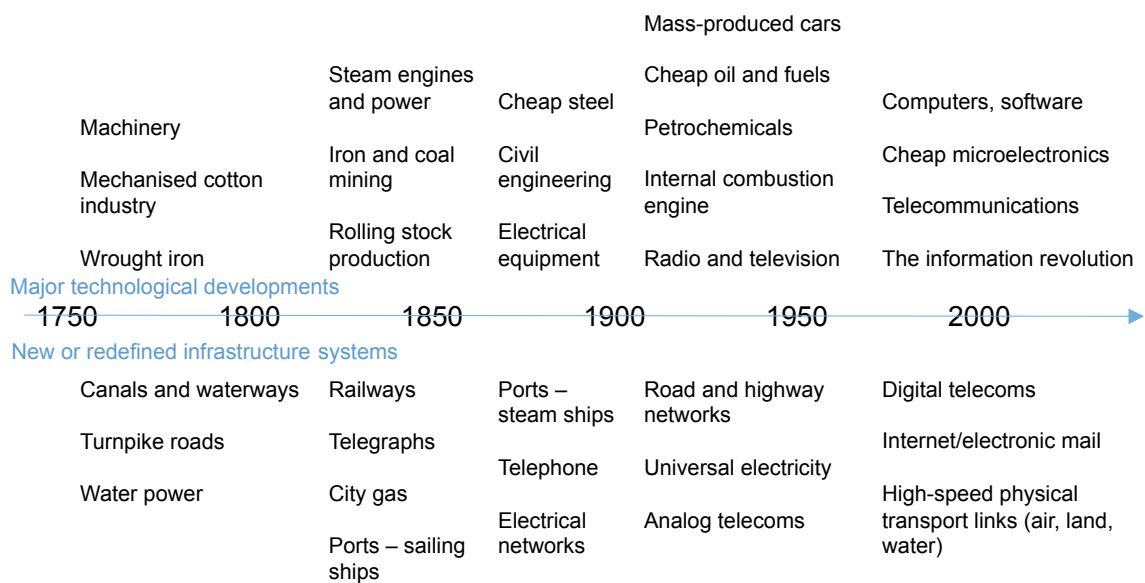 Machinery
Mechanised cotton
industry
Wrought iron
Steam engines
and power
Iron and coal
mining
Rolling stock
production
Cheap steel
Civil
engineering
Electrical
equipment
Mass-produced cars
Cheap oil and fuels
Petrochemicals
Internal combustion
engine
Radio and television
Computers, software
Cheap microelectronics
Telecommunications
The information revolution
Major technological developments
1750 1800 1850 1900 1950 2000
New or redefined infrastructure systems
Canals and waterways
Turnpike roads
Water power
Railways
Telegraphs
City gas
Ports – sailing
ships
Ports –
steam ships
Telephone
Electrical
networks
Road and highway
networks
Universal electricity
Analog telecoms
Digital telecoms
Internet/electronic mail
High-speed physical
transport links (air, land,
water)